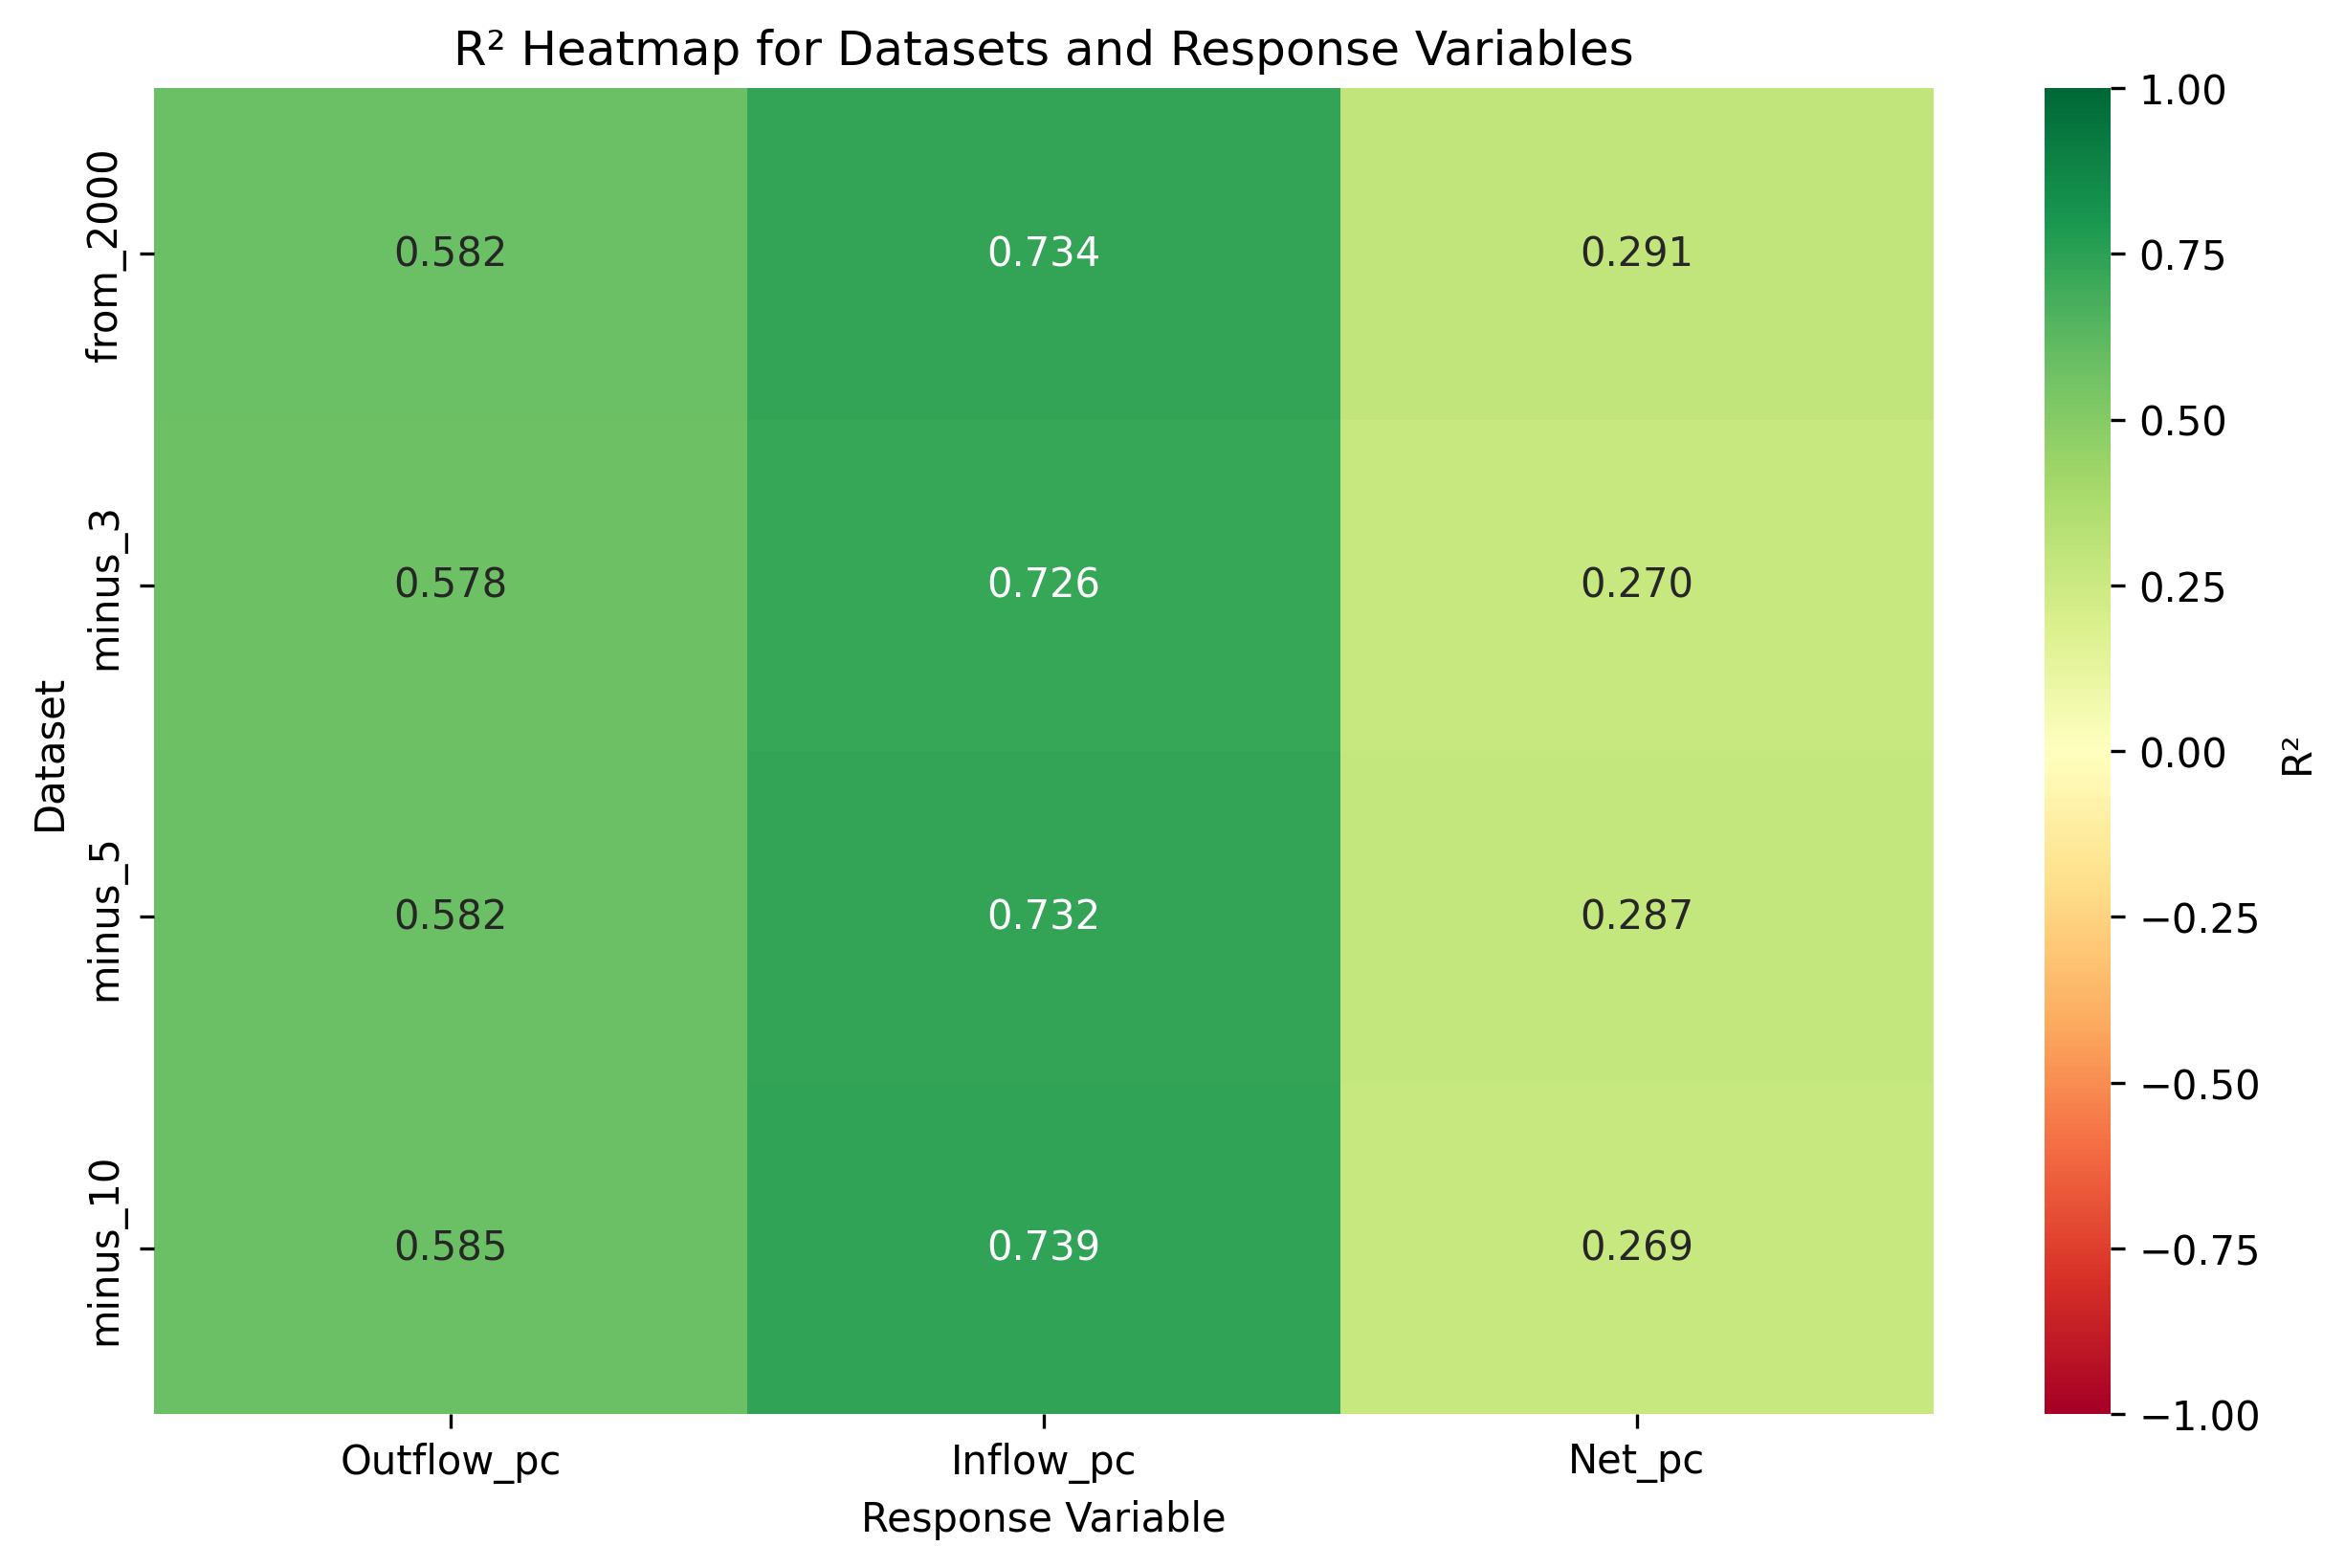 R² Heatmap for Datasets and Response Variables
Dataset
from_2000
0.582 0.734 0.291
minus_3
0.578 0.726 0.270
minus_5
0.582 0.732 0.287
minus_10
0.585 0.739 0.269
Outflow_pc Inflow_pc Net_pc
Response Variable
1.00
0.75
0.50
0.25
0.00
−0.25
−0.50
−0.75
−1.00
R²